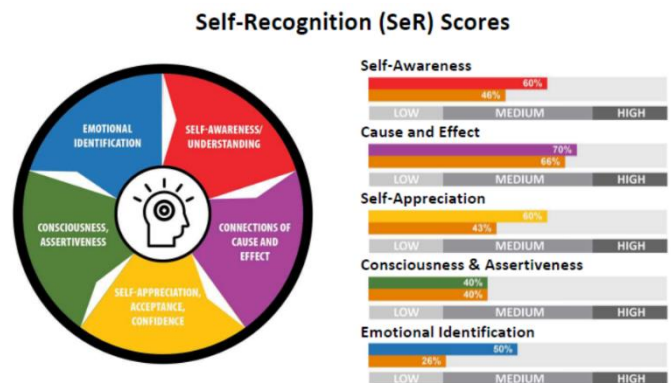 Self-Recognition (SeR) Scores
EMOTIONAL
IDENTIFICATION
SELF-AWARENESS/
UNDERSTANDING
CONSCIOUSNESS,
ASSERTIVENESS
CONNECTIONS OF
CAUSE AND
EFFECT
SELF-APPRECIATION,
ACCEPTANCE,
CONFIDENCE
Self-Awareness
60%
46%
LOW MEDIUM HIGH
Cause and Effect
70%
66%
LOW MEDIUM HIGH
Self-Appreciation
60%
43%
LOW MEDIUM HIGH
Consciousness & Assertiveness
40%
40%
LOW MEDIUM HIGH
Emotional Identification
50%
26%
LOW MEDIUM HIGH